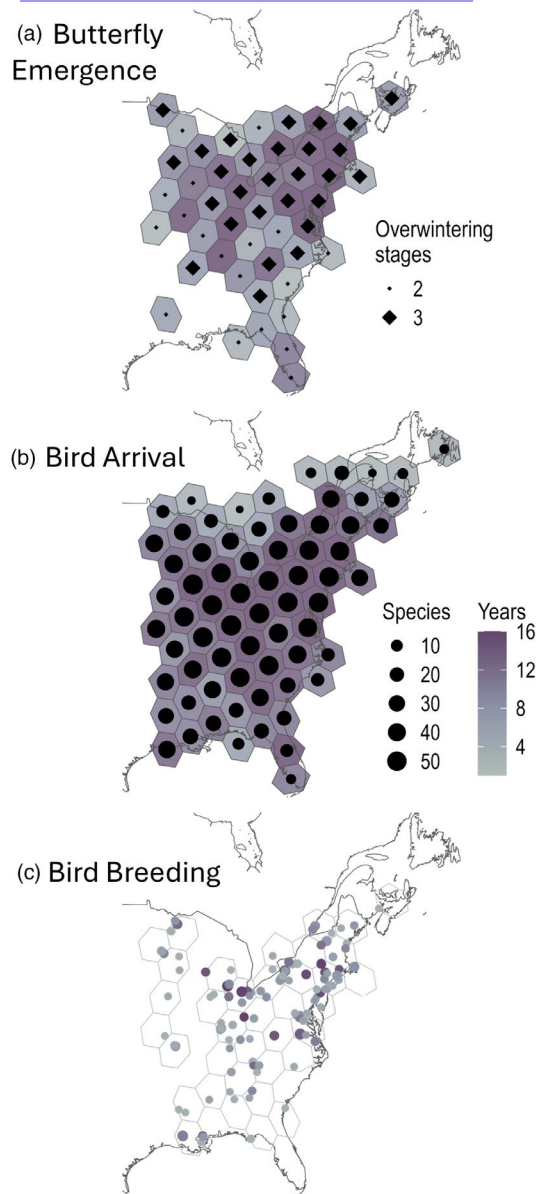 (a) Butterfly
Emergence
Overwintering
stages
2
3
(b) Bird Arrival
Species
10
20
30
40
50
Years
16
12
8
4
(c) Bird Breeding